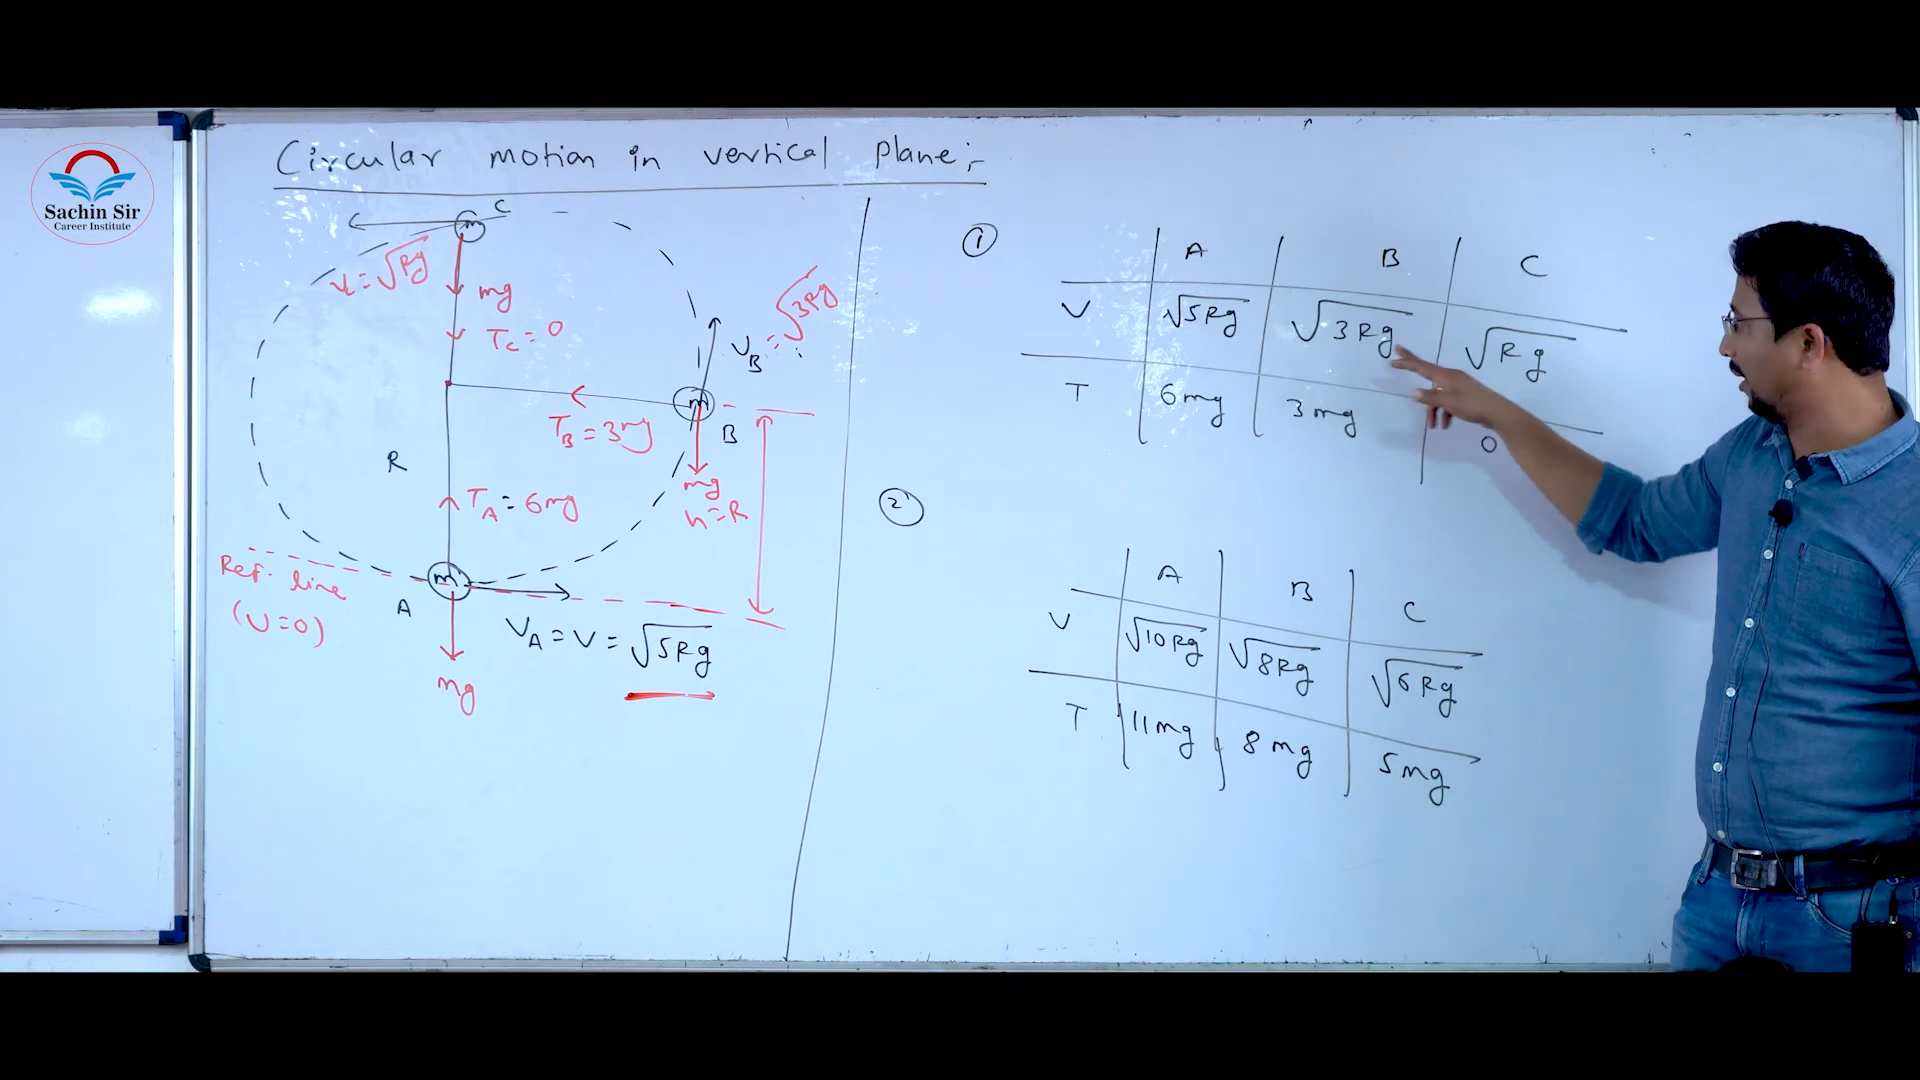 Sachin Sir
Career Institute
Circular motion in vertical plane :-
C
m
Vc = √Rg
mg
Tc = 0
VB = √3Rg
m
B
TB = 3mg
mg
h = R
R
TA = 6mg
Ref. line
(U=0)
m
A
VA = V = √5Rg
mg
①
A B C
V √5Rg √3Rg √Rg
T 6mg 3mg 0
②
A B C
V √10Rg √8Rg √6Rg
T 11mg 8mg 5mg